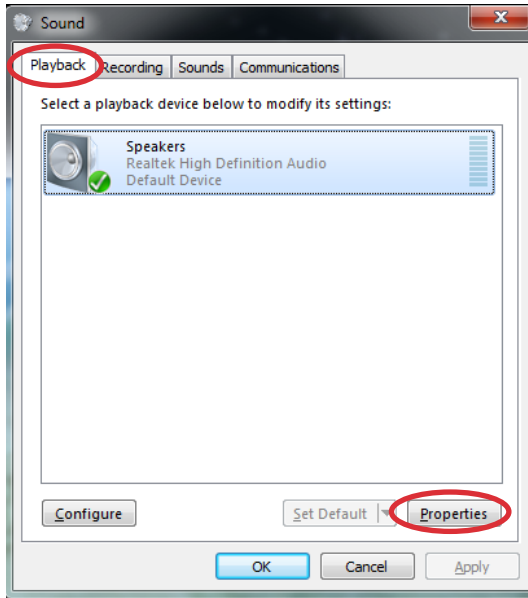 Sound
Playback Recording Sounds Communications
Select a playback device below to modify its settings:
Speakers
Realtek High Definition Audio
Default Device
Configure Set Default Properties
OK Cancel Apply